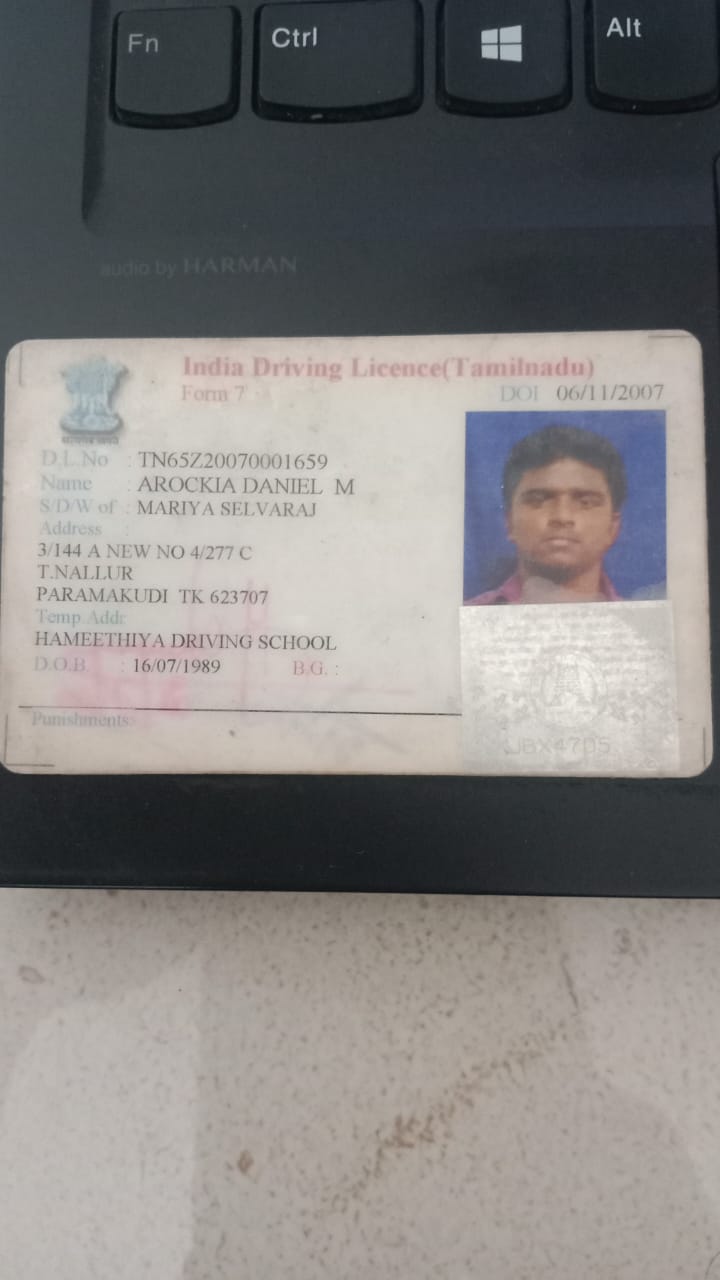 Fn Ctrl Alt
audio by HARMAN
India Driving Licence(Tamilnadu)
Form 7
DOI 06/11/2007
D.L.No : TN65Z20070001659
Name : AROCKIA DANIEL M
S/D/W of : MARIYA SELVARAJ
Address :
3/144 A NEW NO 4/277 C
T.NALLUR
PARAMAKUDI TK 623707
Temp.Addr:
HAMEETHIYA DRIVING SCHOOL
D.O.B. : 16/07/1989 B.G. :
Punishments:
JBX47D5